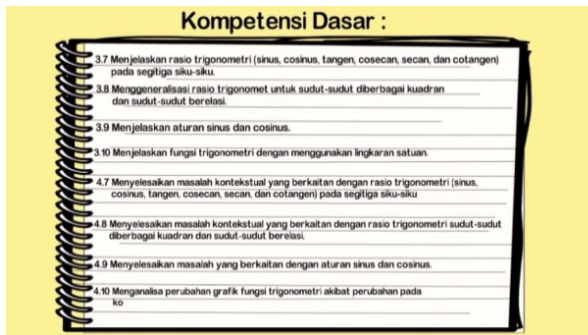 Kompetensi Dasar :
3.7 Menjelaskan rasio trigonometri (sinus, cosinus, tangen, cosecan, secan, dan cotangen)
pada segitiga siku-siku.
3.8 Menggeneralisasi rasio trigonomet untuk sudut-sudut diberbagai kuadran
dan sudut-sudut berelasi.
3.9 Menjelaskan aturan sinus dan cosinus.
3.10 Menjelaskan fungsi trigonometri dengan menggunakan lingkaran satuan.
4.7 Menyelesaikan masalah kontekstual yang berkaitan dengan rasio trigonometri (sinus,
cosinus, tangen, cosecan, secan, dan cotangen) pada segitiga siku-siku
4.8 Menyelesaikan masalah kontekstual yang berkaitan dengan rasio trigonometri sudut-sudut
diberbagai kuadran dan sudut-sudut berelasi.
4.9 Menyelesaikan masalah yang berkaitan dengan aturan sinus dan cosinus.
4.10 Menganalisa perubahan grafik fungsi trigonometri akibat perubahan pada
ko